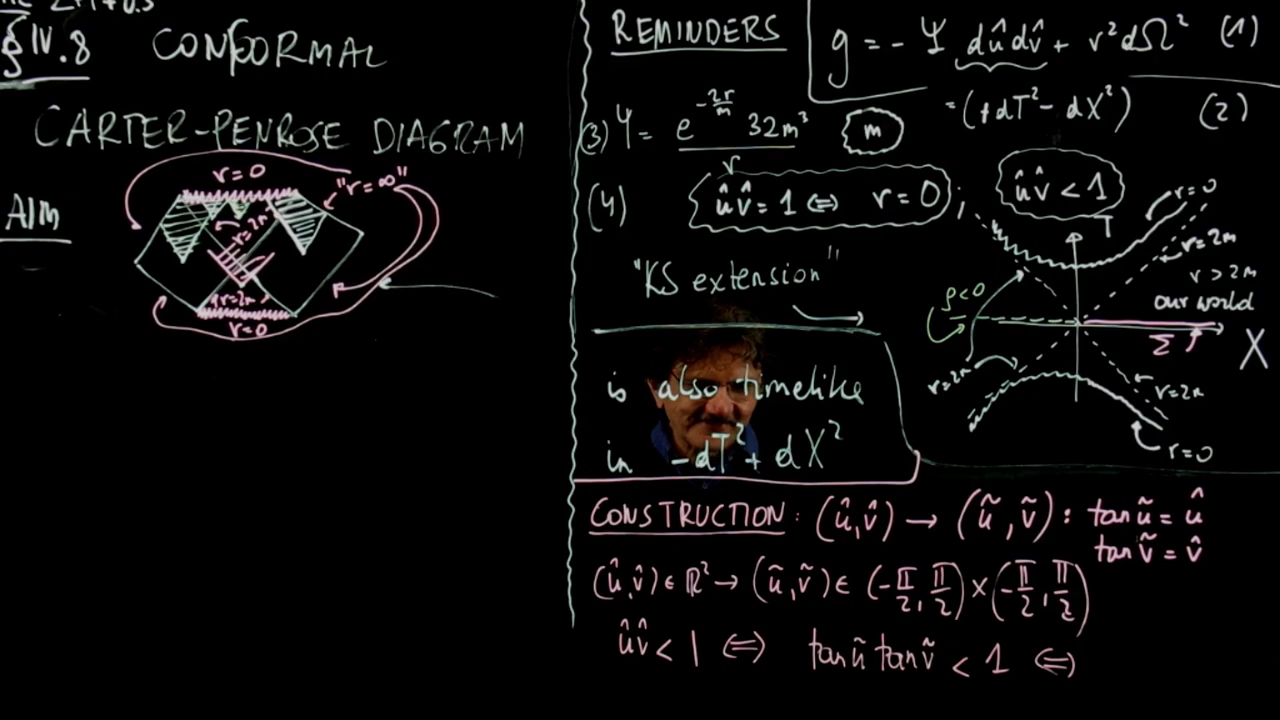 §IV.8 CONFORMAL
CARTER-PENROSE DIAGRAM
AIM
r=0
"r=∞"
r=2m
r=2m
r=0
REMINDERS
g = - Ψ dûdv̂ + r²dΩ² (1)
= (+dT² - dX²) (2)
(3) Ψ = e^{-2r/m} 32m³ / r
m
(4) ûv̂ = 1 ⇔ r = 0 ; ûv̂ < 1
"KS extension"
T
r=0
r=2m
r > 2m
our world
ρ<0
Σ
X
r=2m
r=2m
r=0
is also timelike
in -dT² + dX²
CONSTRUCTION: (û,v̂) → (ũ,ṽ): tan ũ = û
tan ṽ = v̂
(û,v̂) ∈ ℝ² → (ũ,ṽ) ∈ (-π/2, π/2) × (-π/2, π/2)
ûv̂ < 1 ⇔ tan ũ tan ṽ < 1 ⇔